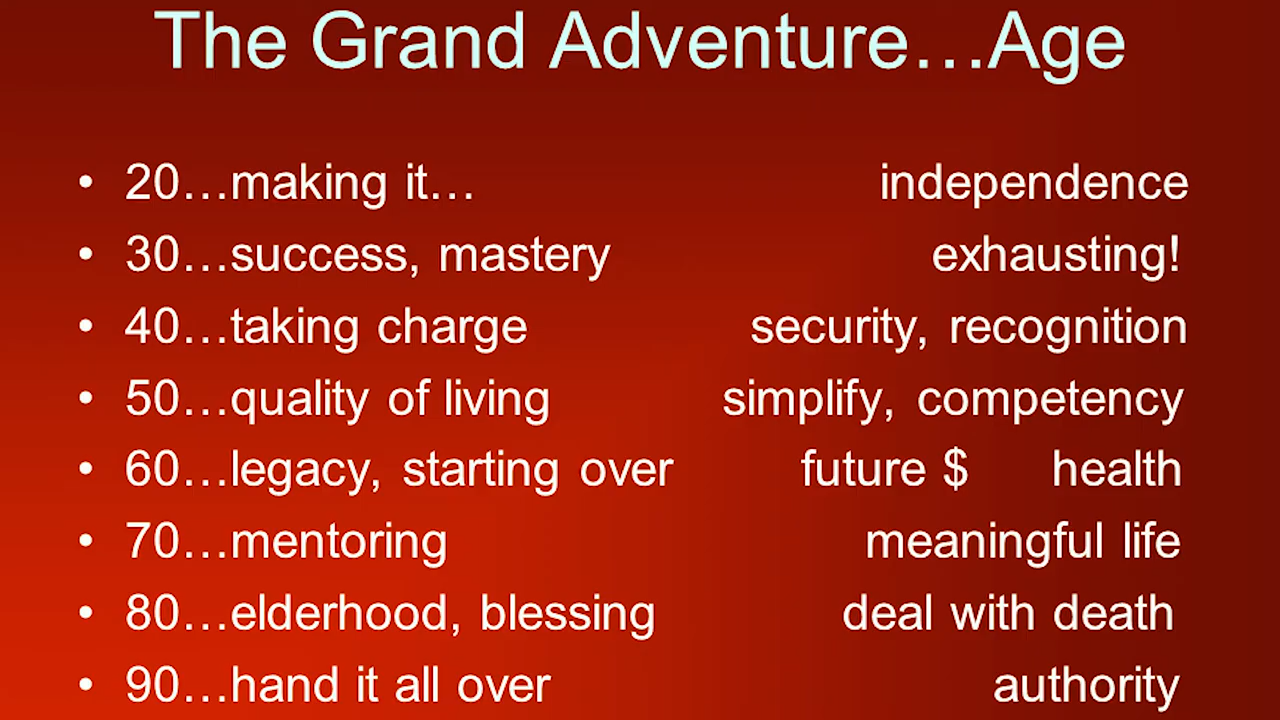 The Grand Adventure…Age
• 20…making it… independence
• 30…success, mastery exhausting!
• 40…taking charge security, recognition
• 50…quality of living simplify, competency
• 60…legacy, starting over future $ health
• 70…mentoring meaningful life
• 80…elderhood, blessing deal with death
• 90…hand it all over authority